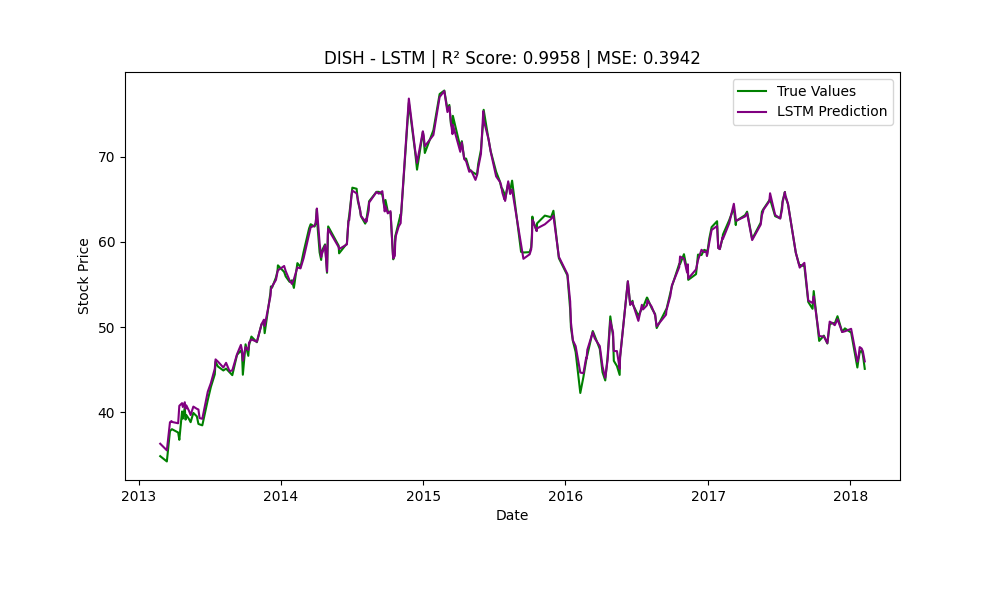 DISH - LSTM | R² Score: 0.9958 | MSE: 0.3942
True Values
LSTM Prediction
Stock Price
70
60
50
40
2013 2014 2015 2016 2017 2018
Date